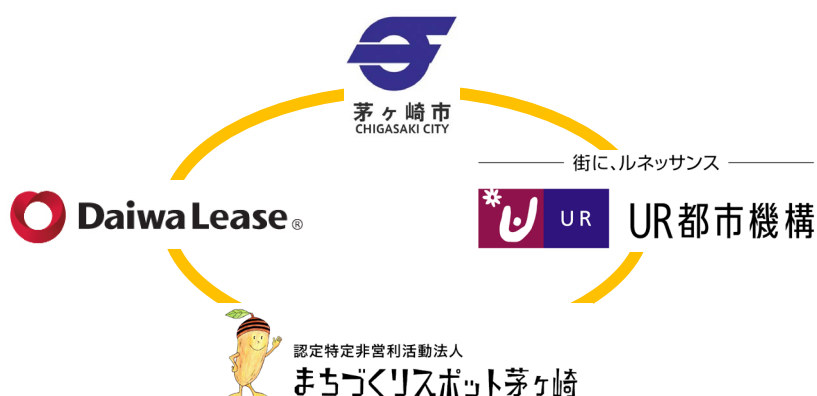 茅ヶ崎市
CHIGASAKI CITY
街に、ルネッサンス
Daiwa Lease ®
UR
UR都市機構
認定特定非営利活動法人
まちづくりスポット茅ヶ崎